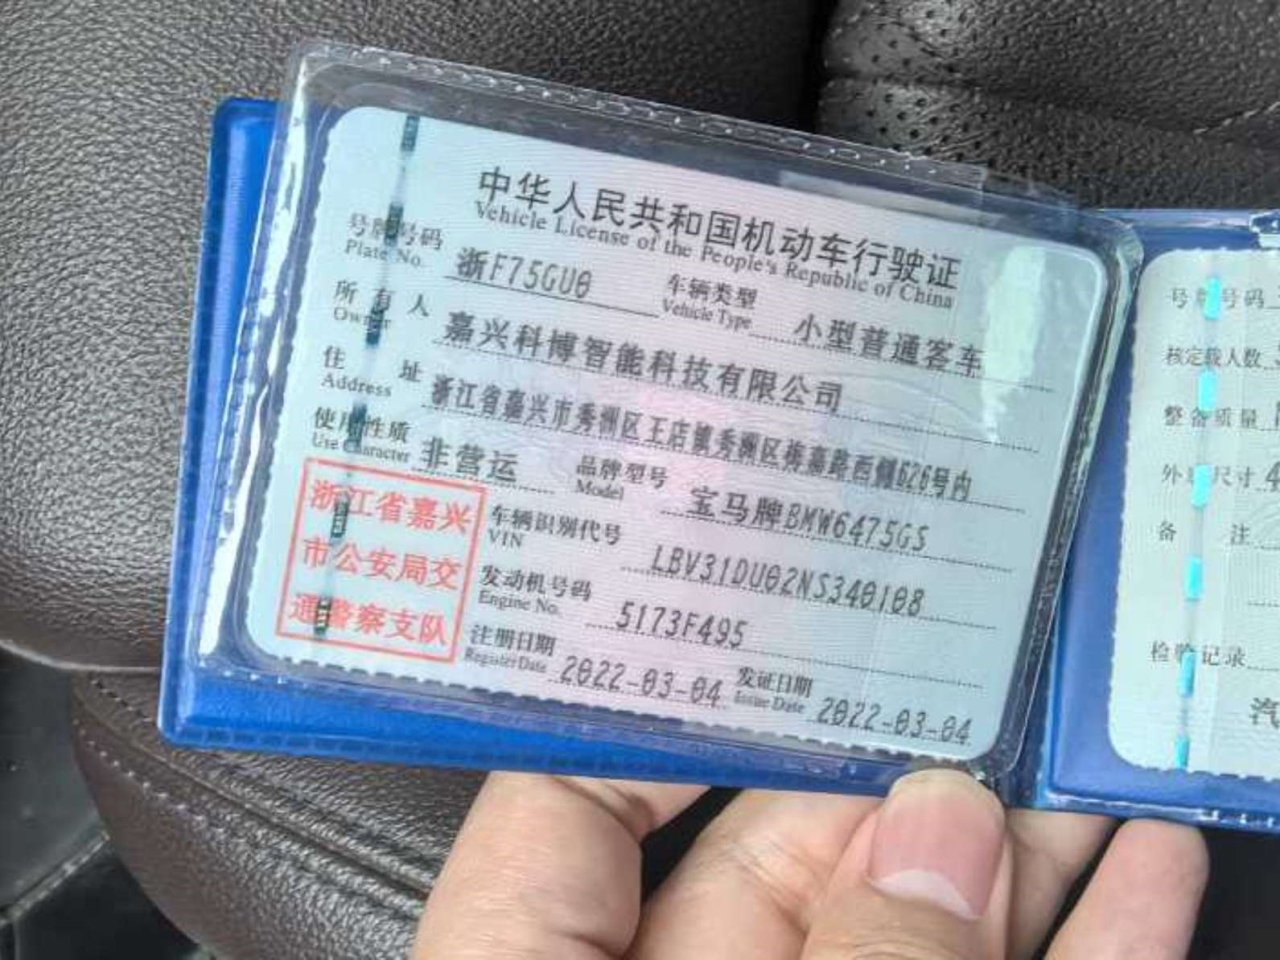 中华人民共和国机动车行驶证
Vehicle License of the People's Republic of China
号牌号码 浙F75GU0 车辆类型 小型普通客车
Plate No. Vehicle Type
所有人 嘉兴科博智能科技有限公司
Owner
住址 浙江省嘉兴市秀洲区王店镇秀洲区梅嘉路西侧626号内
Address
使用性质 非营运 品牌型号 宝马牌BMW6475GS
Use Character Model
浙江省嘉兴
市公安局交
通警察支队
车辆识别代号 LBV31DU02NS340108
VIN
发动机号码 5173F495
Engine No.
注册日期 2022-03-04 发证日期 2022-03-04
Register Date Issue Date
号牌号码
核定载人数
整备质量
外廓尺寸 4
备注
检验记录
汽